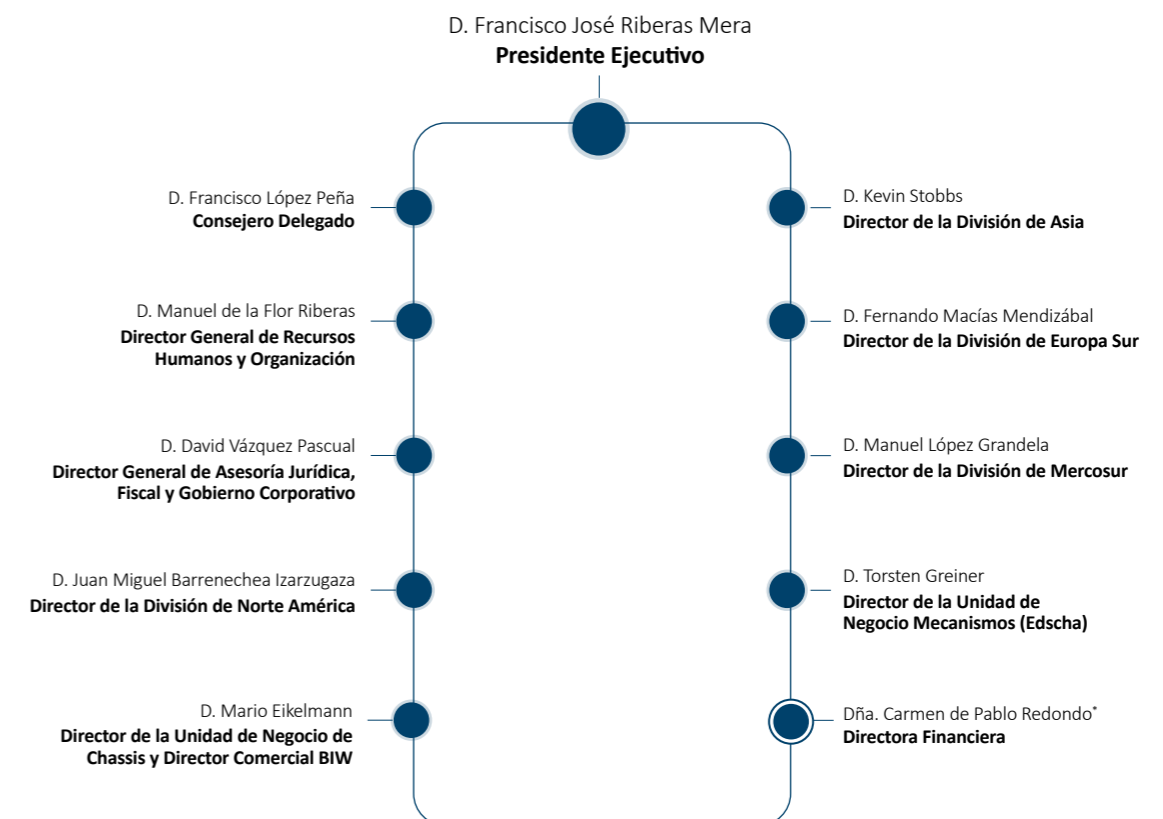 D. Francisco José Riberas Mera
Presidente Ejecutivo
D. Francisco López Peña
Consejero Delegado
D. Manuel de la Flor Riberas
Director General de Recursos
Humanos y Organización
D. David Vázquez Pascual
Director General de Asesoría Jurídica,
Fiscal y Gobierno Corporativo
D. Juan Miguel Barrenechea Izarzugaza
Director de la División de Norte América
D. Mario Eikelmann
Director de la Unidad de Negocio de
Chassis y Director Comercial BIW
D. Kevin Stobbs
Director de la División de Asia
D. Fernando Macías Mendizábal
Director de la División de Europa Sur
D. Manuel López Grandela
Director de la División de Mercosur
D. Torsten Greiner
Director de la Unidad de
Negocio Mecanismos (Edscha)
Dña. Carmen de Pablo Redondo*
Directora Financiera